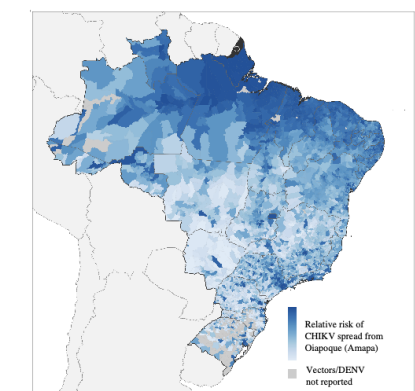 Relative risk of
CHIKV spread from
Oiapoque (Amapa)
Vectors/DENV
not reported